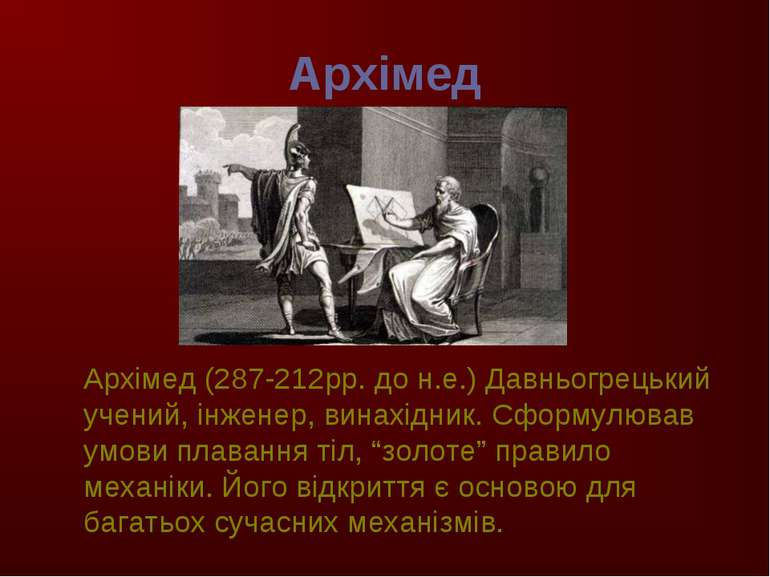 Архімед
Архімед (287-212рр. до н.е.) Давньогрецький
учений, інженер, винахідник. Сформулював
умови плавання тіл, “золоте” правило
механіки. Його відкриття є основою для
багатьох сучасних механізмів.